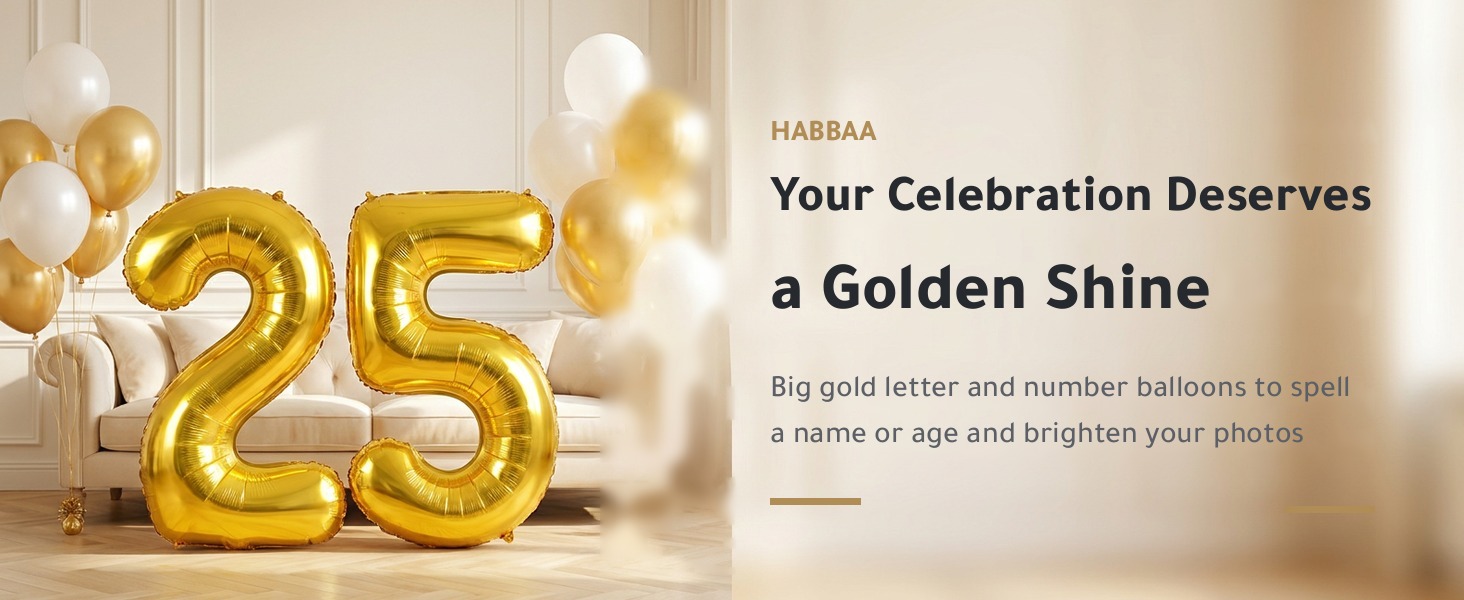 25
HABBAA
Your Celebration Deserves
a Golden Shine
Big gold letter and number balloons to spell
a name or age and brighten your photos